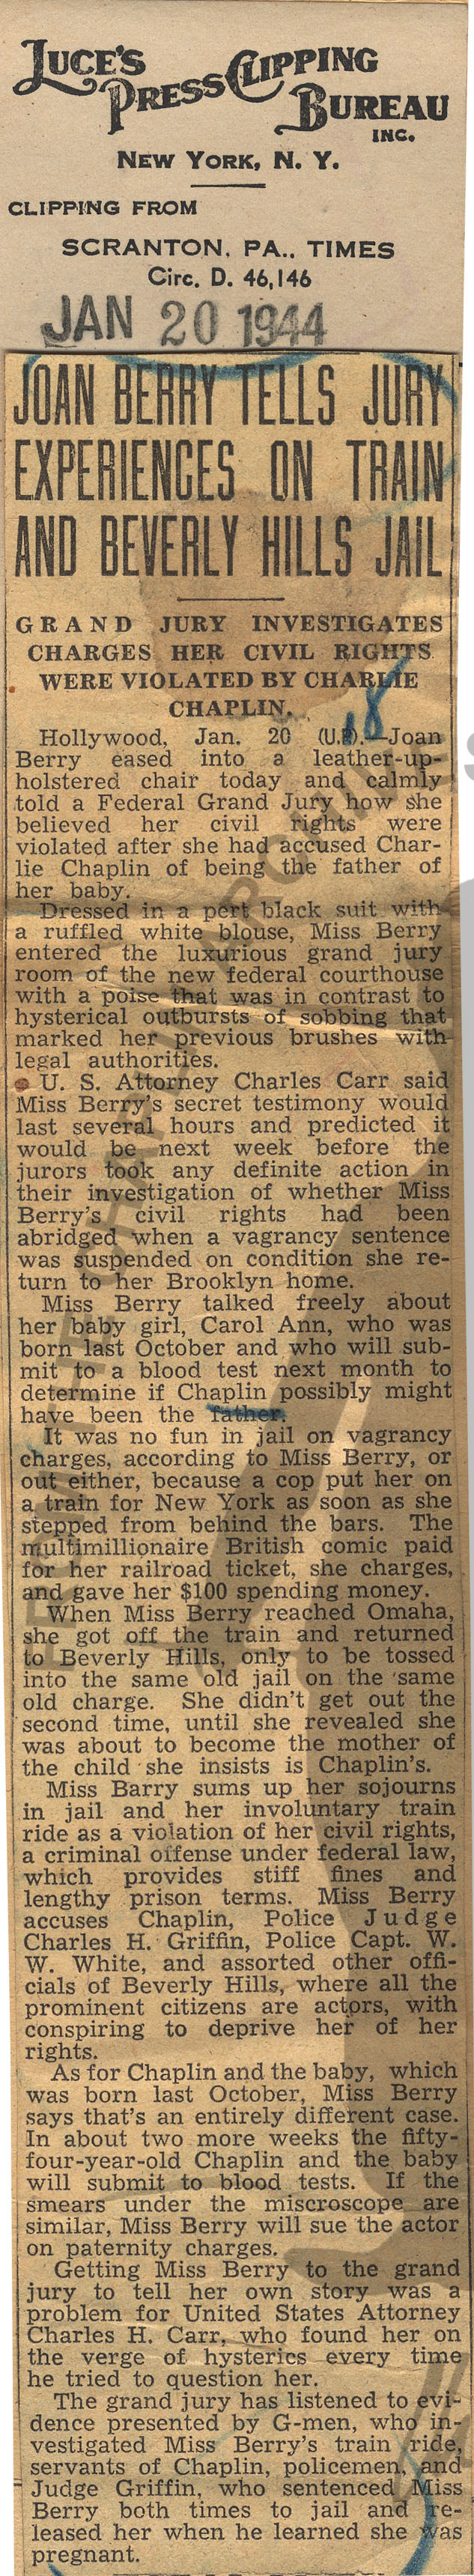 LUCE'S
PRESS CLIPPING
BUREAU
INC.
NEW YORK, N. Y.
CLIPPING FROM
SCRANTON, PA., TIMES
Circ. D. 46,146
JAN 20 1944
JOAN BERRY TELLS JURY
EXPERIENCES ON TRAIN
AND BEVERLY HILLS JAIL
GRAND JURY INVESTIGATES
CHARGES HER CIVIL RIGHTS
WERE VIOLATED BY CHARLIE
CHAPLIN.
18
Hollywood, Jan. 20 (U.P.).—Joan
Berry eased into a leather-up-
holstered chair today and calmly
told a Federal Grand Jury how she
believed her civil rights were
violated after she had accused Char-
lie Chaplin of being the father of
her baby.
Dressed in a pert black suit with
a ruffled white blouse, Miss Berry
entered the luxurious grand jury
room of the new federal courthouse
with a poise that was in contrast to
hysterical outbursts of sobbing that
marked her previous brushes with
legal authorities.
U. S. Attorney Charles Carr said
Miss Berry's secret testimony would
last several hours and predicted it
would be next week before the
jurors took any definite action in
their investigation of whether Miss
Berry's civil rights had been
abridged when a vagrancy sentence
was suspended on condition she re-
turn to her Brooklyn home.
Miss Berry talked freely about
her baby girl, Carol Ann, who was
born last October and who will sub-
mit to a blood test next month to
determine if Chaplin possibly might
have been the father.
It was no fun in jail on vagrancy
charges, according to Miss Berry, or
out either, because a cop put her on
a train for New York as soon as she
stepped from behind the bars. The
multimillionaire British comic paid
for her railroad ticket, she charges,
and gave her $100 spending money.
When Miss Berry reached Omaha,
she got off the train and returned
to Beverly Hills, only to be tossed
into the same old jail on the same
old charge. She didn't get out the
second time, until she revealed she
was about to become the mother of
the child she insists is Chaplin's.
Miss Barry sums up her sojourns
in jail and her involuntary train
ride as a violation of her civil rights,
a criminal offense under federal law,
which provides stiff fines and
lengthy prison terms. Miss Berry
accuses Chaplin, Police Judge
Charles H. Griffin, Police Capt. W.
W. White, and assorted other offi-
cials of Beverly Hills, where all the
prominent citizens are actors, with
conspiring to deprive her of her
rights.
As for Chaplin and the baby, which
was born last October, Miss Berry
says that's an entirely different case.
In about two more weeks the fifty-
four-year-old Chaplin and the baby
will submit to blood tests. If the
smears under the miscroscope are
similar, Miss Berry will sue the actor
on paternity charges.
Getting Miss Berry to the grand
jury to tell her own story was a
problem for United States Attorney
Charles H. Carr, who found her on
the verge of hysterics every time
he tried to question her.
The grand jury has listened to evi-
dence presented by G-men, who in-
vestigated Miss Berry's train ride,
servants of Chaplin, policemen, and
Judge Griffin, who sentenced Miss
Berry both times to jail and re-
leased her when he learned she was
pregnant.